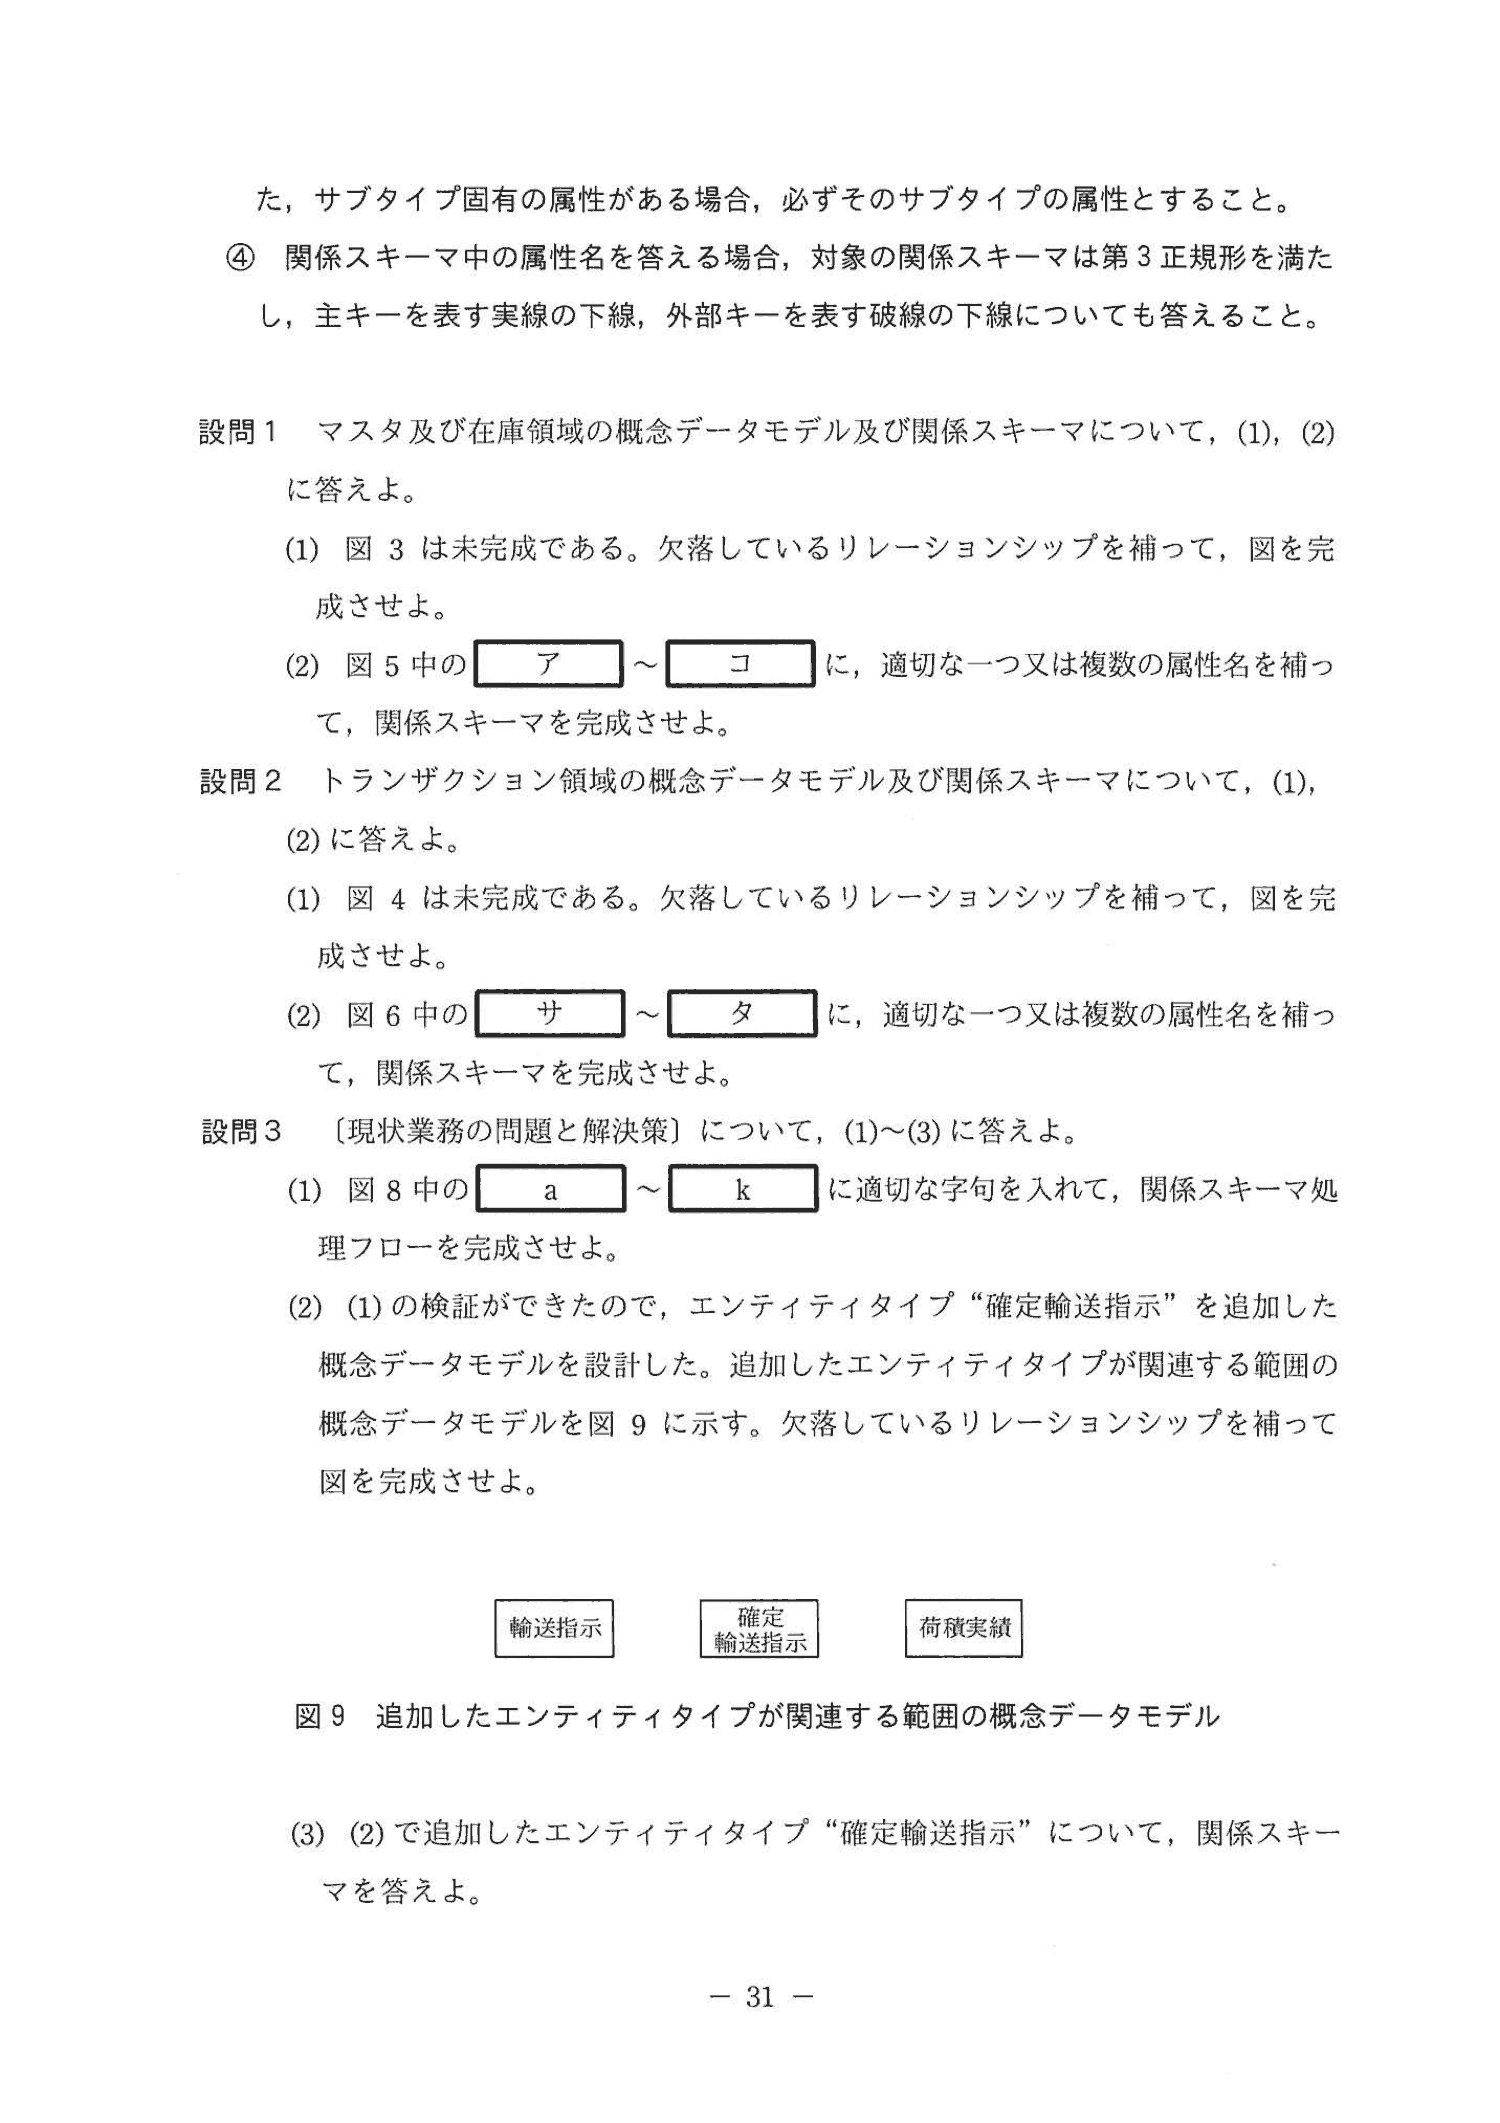 た，サブタイプ固有の属性がある場合，必ずそのサブタイプの属性とすること。
④ 関係スキーマ中の属性名を答える場合，対象の関係スキーマは第3正規形を満た
し，主キーを表す実線の下線，外部キーを表す破線の下線についても答えること。
設問1 マスタ及び在庫領域の概念データモデル及び関係スキーマについて，(1)，(2)
に答えよ。
(1) 図 3 は未完成である。欠落しているリレーションシップを補って，図を完
成させよ。
(2) 図 5 中の ア ～ コ に，適切な一つ又は複数の属性名を補っ
て，関係スキーマを完成させよ。
設問2 トランザクション領域の概念データモデル及び関係スキーマについて，(1)，
(2) に答えよ。
(1) 図 4 は未完成である。欠落しているリレーションシップを補って，図を完
成させよ。
(2) 図 6 中の サ ～ タ に，適切な一つ又は複数の属性名を補っ
て，関係スキーマを完成させよ。
設問3 〔現状業務の問題と解決策〕について，(1)～(3) に答えよ。
(1) 図 8 中の a ～ k に適切な字句を入れて，関係スキーマ処
理フローを完成させよ。
(2) (1) の検証ができたので，エンティティタイプ“確定輸送指示”を追加した
概念データモデルを設計した。追加したエンティティタイプが関連する範囲の
概念データモデルを図 9 に示す。欠落しているリレーションシップを補って
図を完成させよ。
輸送指示 確定 荷積実績
輸送指示
図9 追加したエンティティタイプが関連する範囲の概念データモデル
(3) (2) で追加したエンティティタイプ“確定輸送指示”について，関係スキー
マを答えよ。
－ 31 －